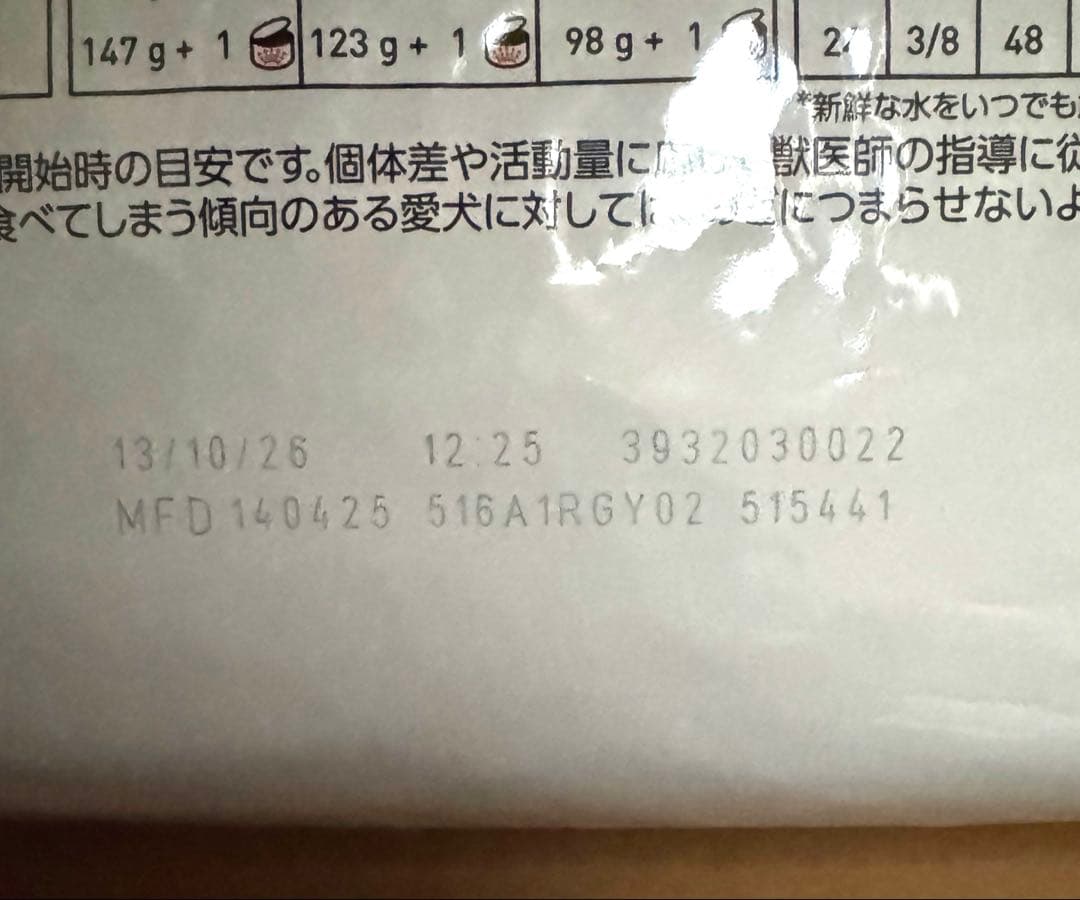 147 g + 1 123 g + 1 98 g + 1 3/8 48
*新鮮な水をいつでも
開始時の目安です。個体差や活動量に 獣医師の指導に従
食べてしまう傾向のある愛犬に対しては につまらせないよ
13/10/26 12:25 3932030022
MFD 140425 516A1RGY02 515441